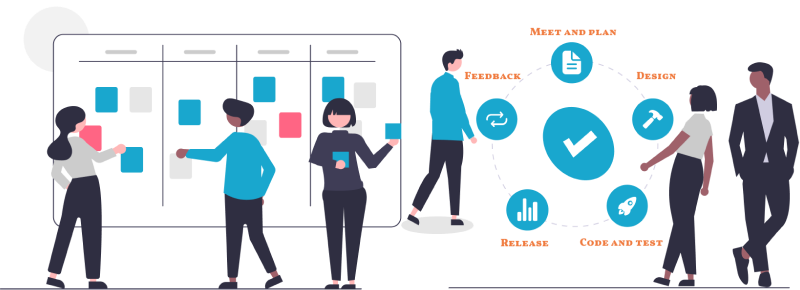 Meet and plan
Feedback
Design
Release
Code and test